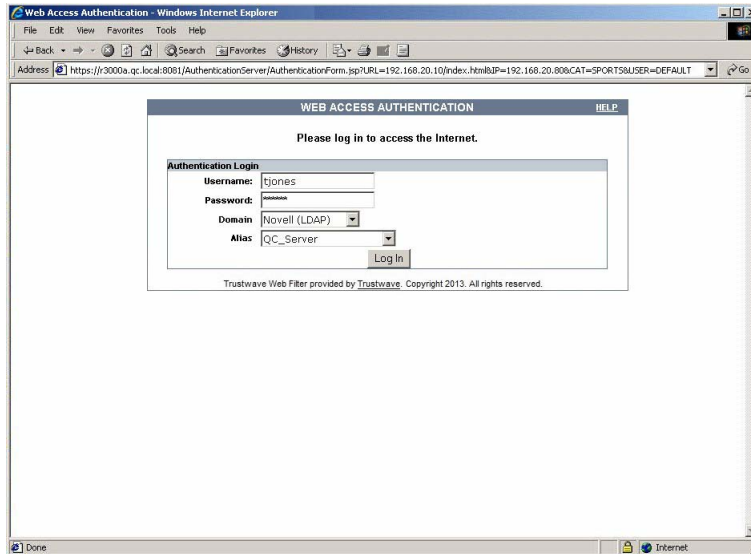 Web Access Authentication - Windows Internet Explorer
File Edit View Favorites Tools Help
Back Search Favorites History
Address https://r3000a.qc.local:8081/AuthenticationServer/AuthenticationForm.jsp?URL=192.168.20.10/index.html&IP=192.168.20.80&CAT=SPORTS&USER=DEFAULT Go
WEB ACCESS AUTHENTICATION HELP
Please log in to access the Internet.
Authentication Login
Username: tjones
Password: ******
Domain Novell (LDAP)
Alias QC_Server
Log In
Trustwave Web Filter provided by Trustwave. Copyright 2013. All rights reserved.
Done Internet